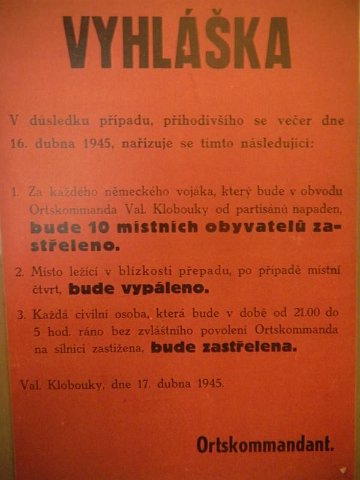 VYHLÁŠKA
V důsledku případu, přihodivšího se večer dne
16. dubna 1945, nařizuje se tímto následující:
1. Za každého německého vojáka, který bude v obvodu
Ortskommanda Val. Klobouky od partisánů napaden,
bude 10 místních obyvatelů za-
střeleno.
2. Místo ležící v blízkosti přepadu, po případě místní
čtvrt, bude vypáleno.
3. Každá civilní osoba, která bude v době od 21.00 do
5 hod. ráno bez zvláštního povolení Ortskommanda
na silnici zastižena, bude zastřelena.
Val. Klobouky, dne 17. dubna 1945.
Ortskommandant.